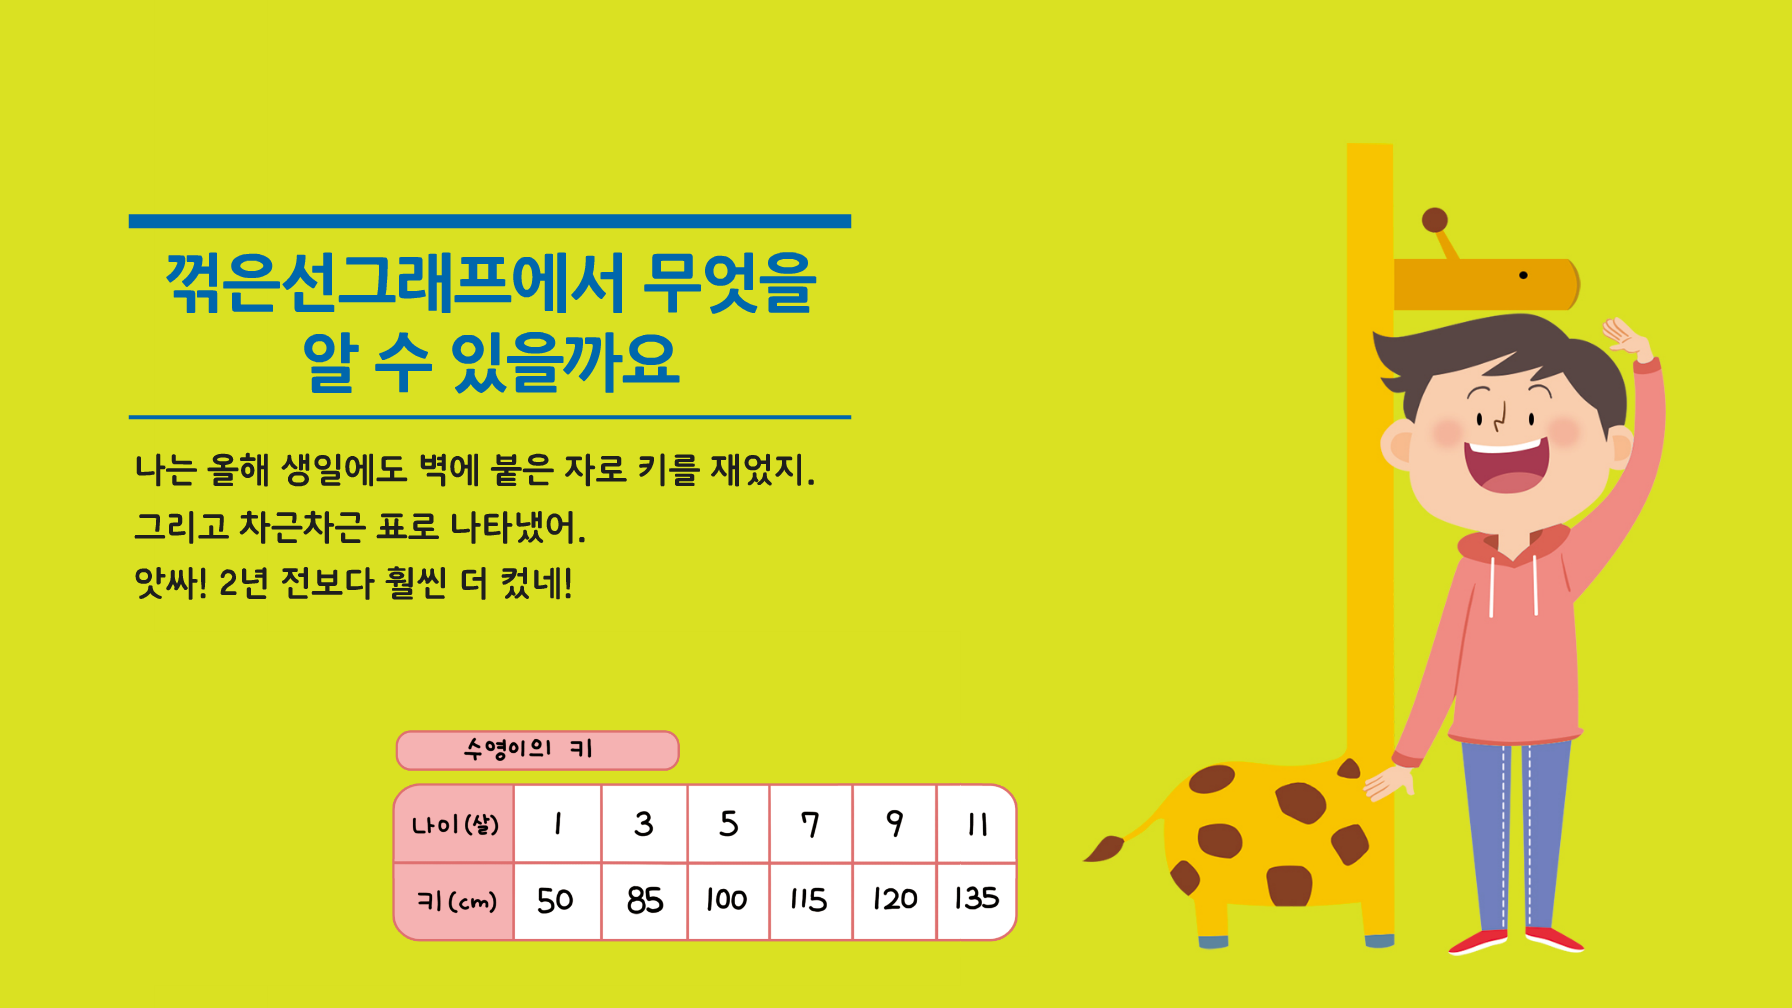 꺾은선그래프에서 무엇을
알 수 있을까요
나는 올해 생일에도 벽에 붙은 자로 키를 재었지.
그리고 차근차근 표로 나타냈어.
앗싸! 2년 전보다 훨씬 더 컸네!
수영이의 키
나이(살) 1 3 5 7 9 11
키(cm) 50 85 100 115 120 135